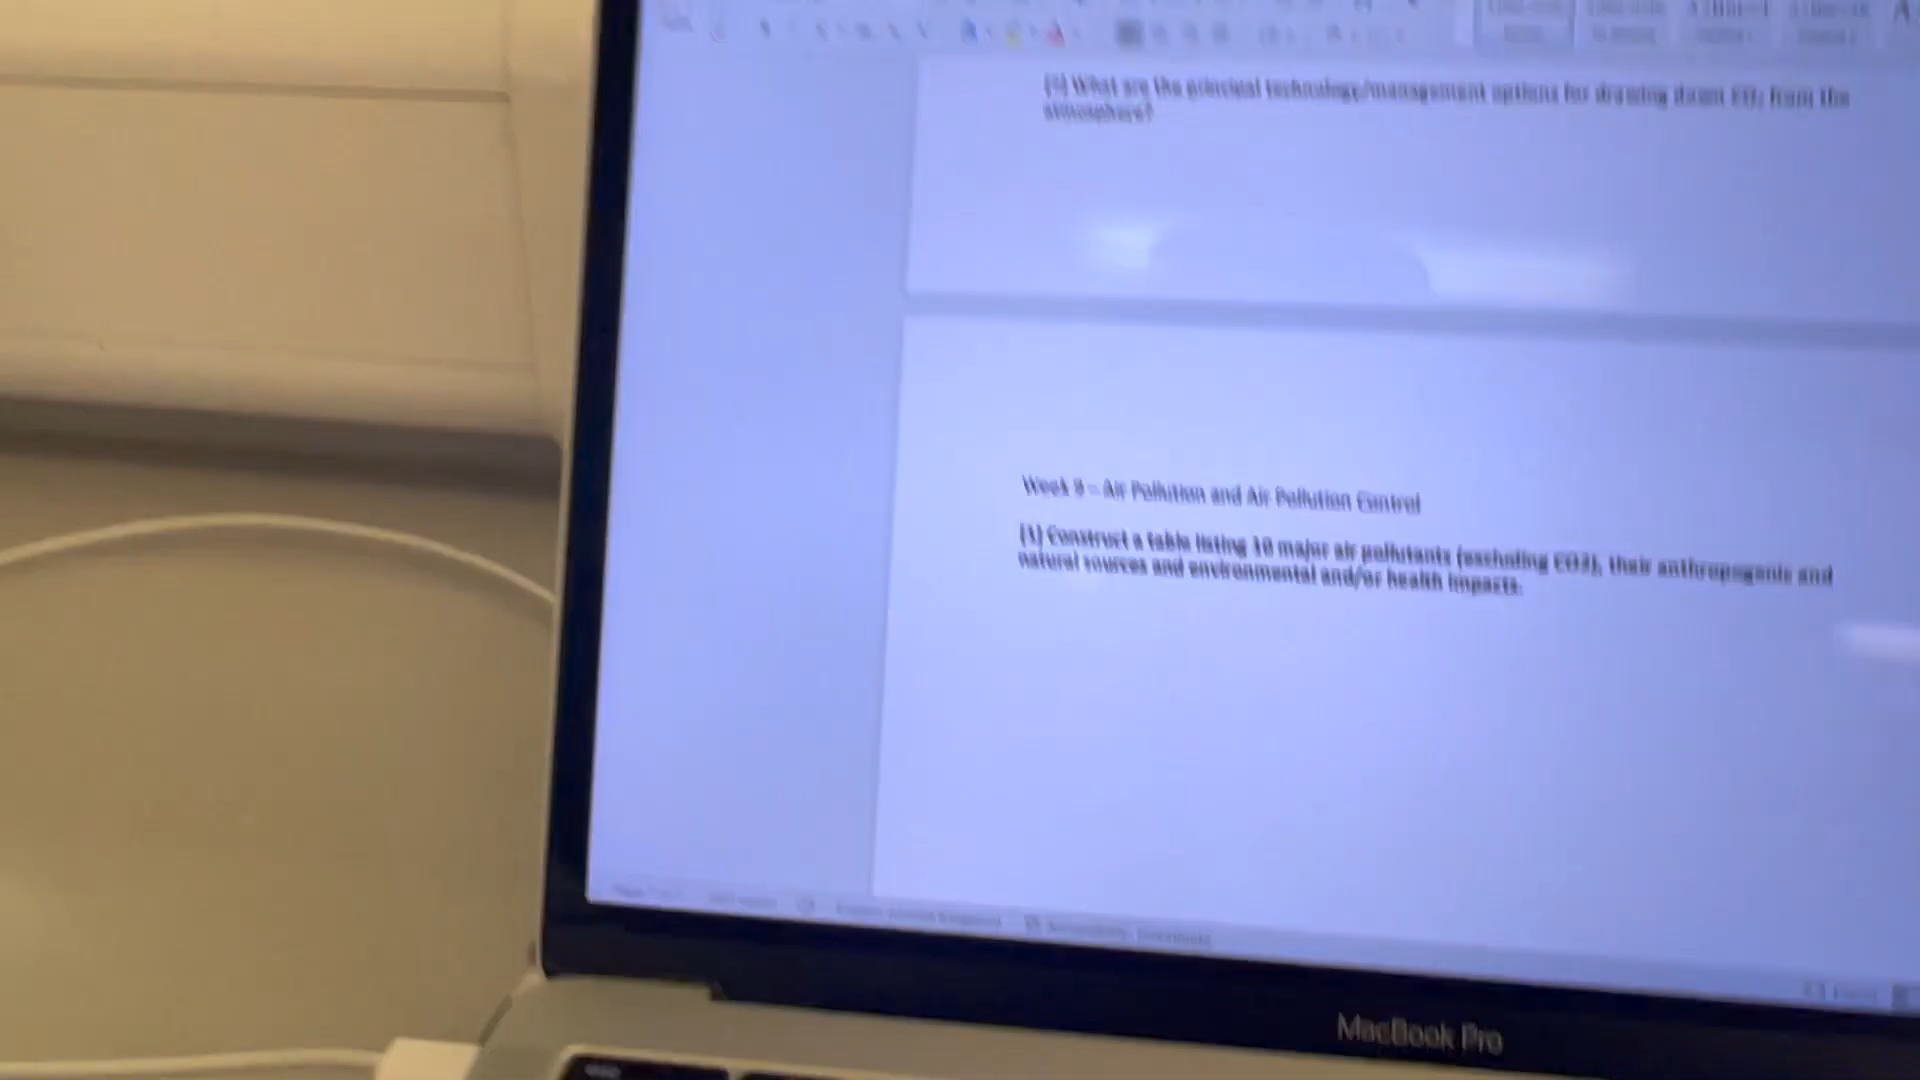 (4) What are the principal technology/management options for drawing down CO₂ from the
atmosphere?
Week 9 – Air Pollution and Air Pollution Control
(1) Construct a table listing 10 major air pollutants (excluding CO2), their anthropogenic and
natural sources and environmental and/or health impacts.
MacBook Pro